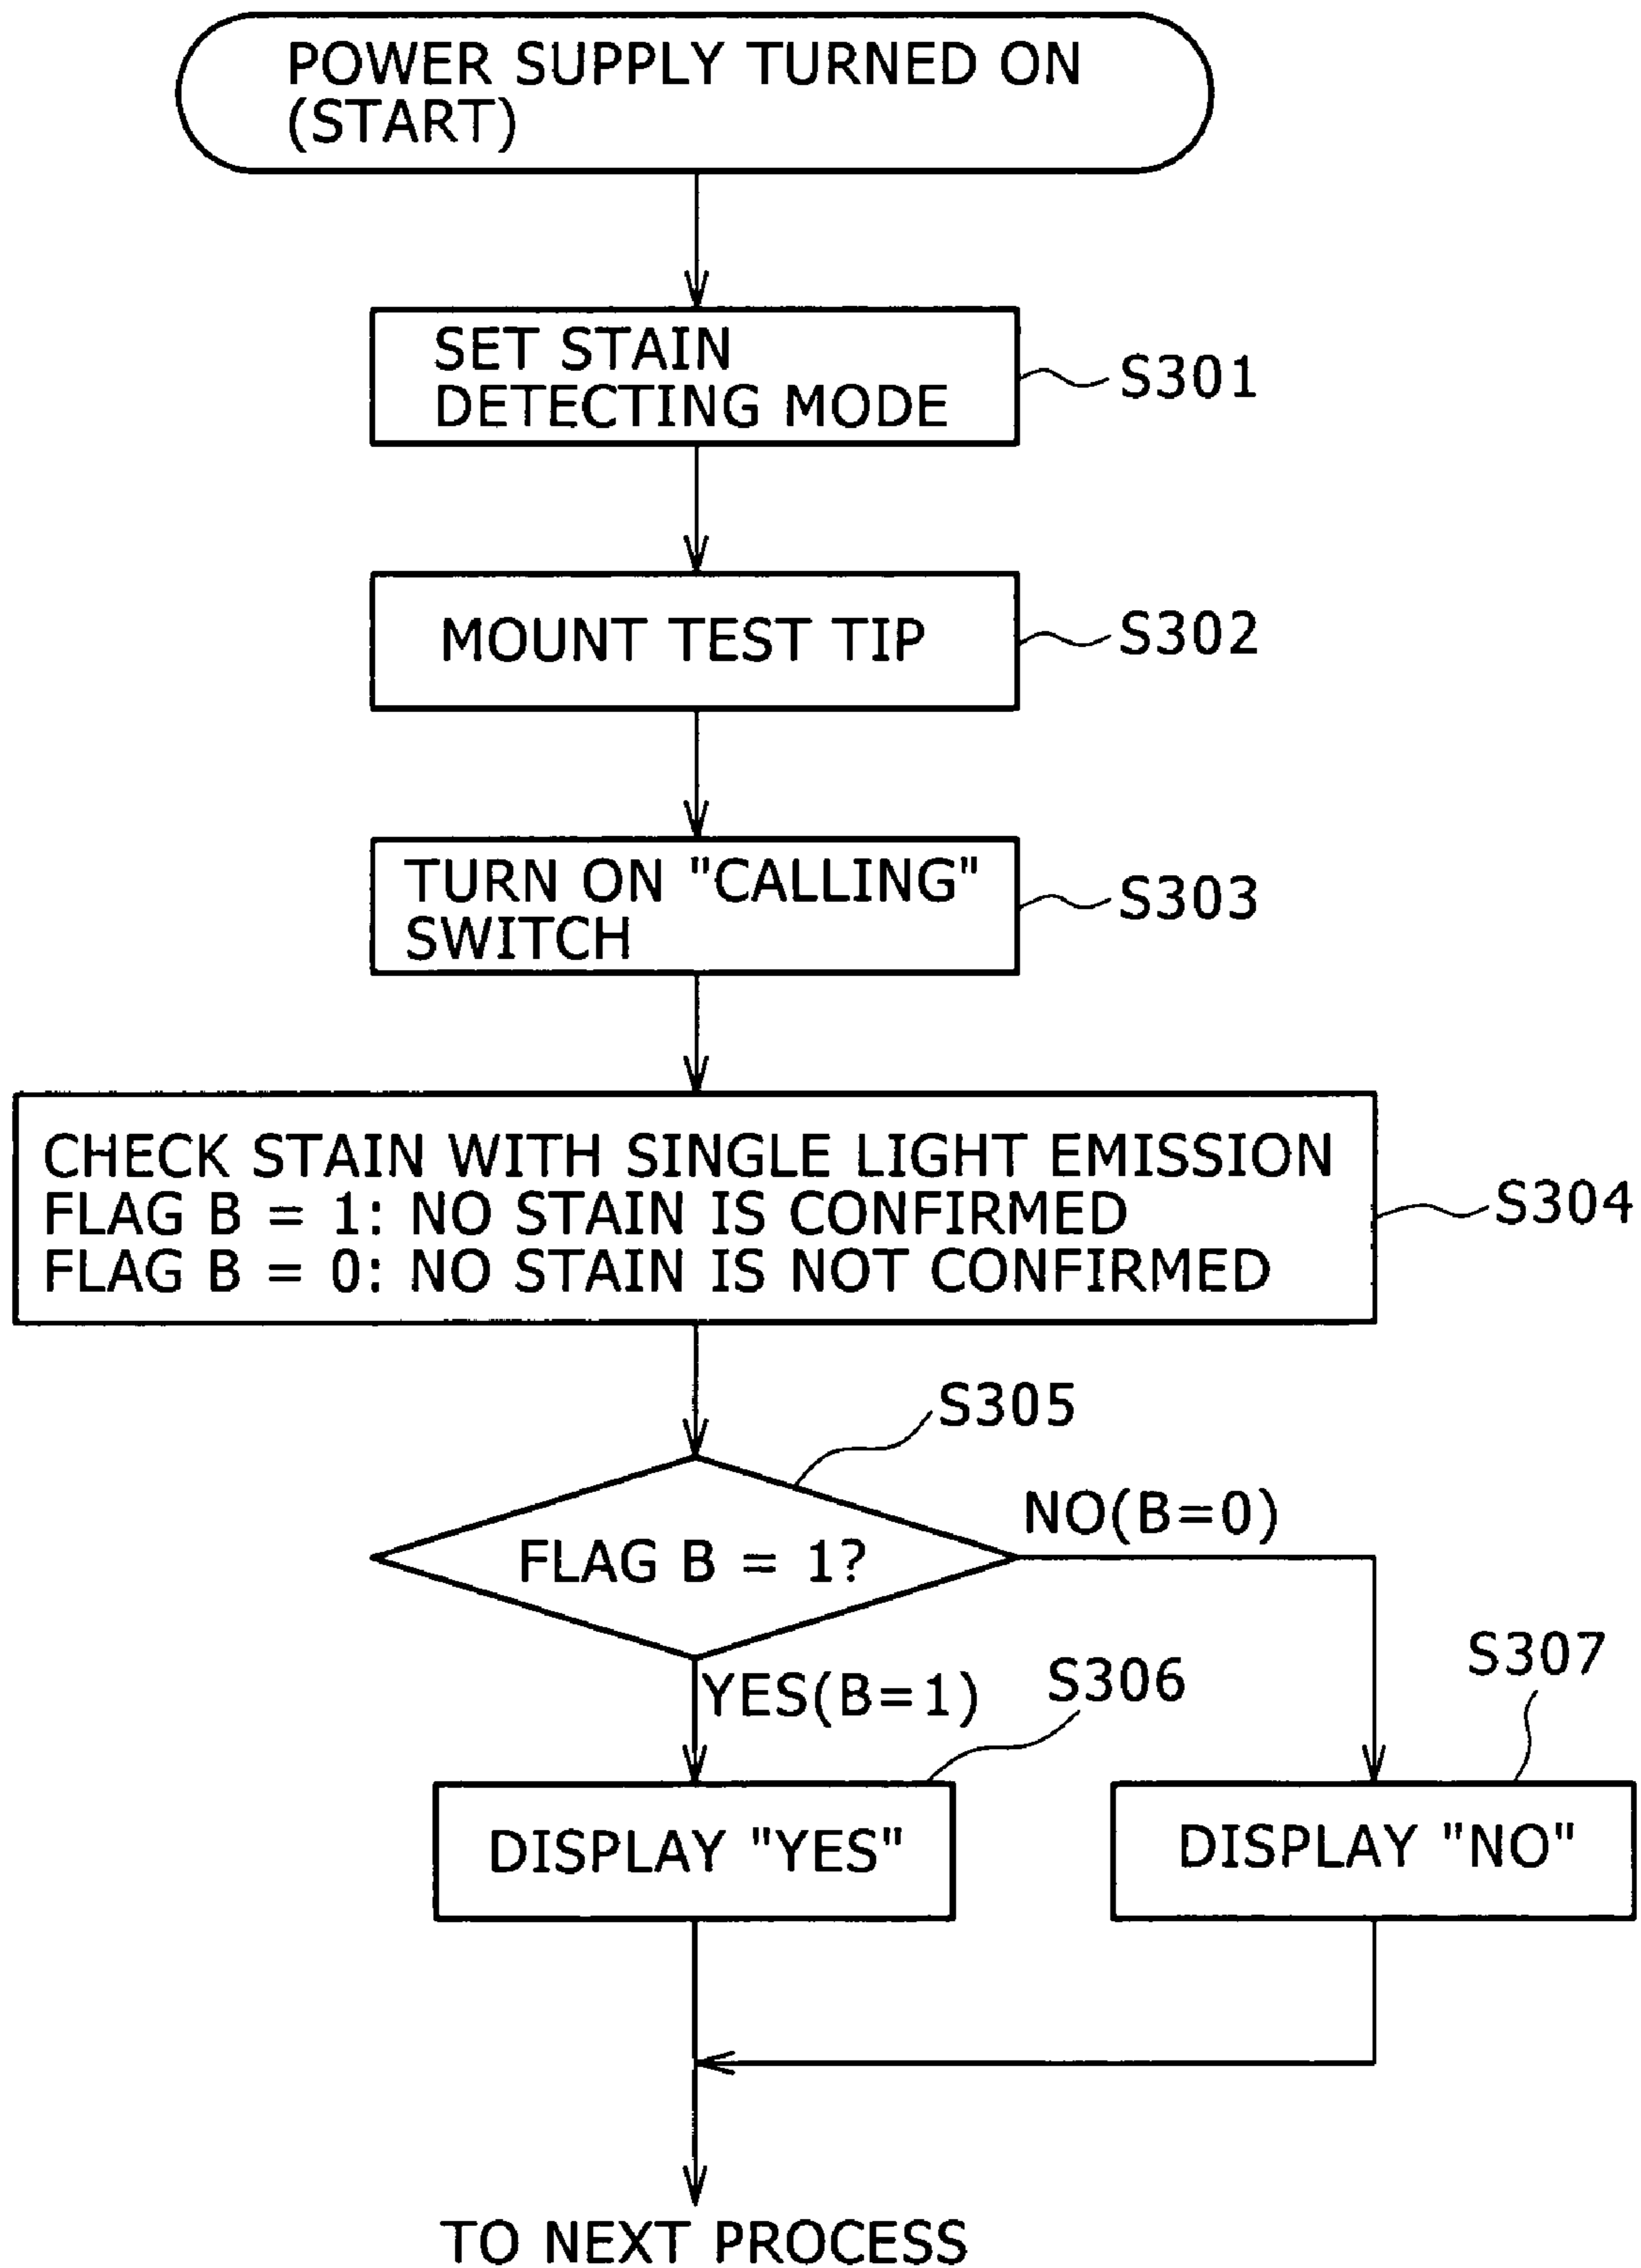 POWER SUPPLY TURNED ON
(START)
SET STAIN
DETECTING MODE
S301
MOUNT TEST TIP
S302
TURN ON "CALLING"
SWITCH
S303
CHECK STAIN WITH SINGLE LIGHT EMISSION
FLAG B = 1: NO STAIN IS CONFIRMED
FLAG B = 0: NO STAIN IS NOT CONFIRMED
S304
S305
FLAG B = 1?
NO(B=0)
YES(B=1)
S306
S307
DISPLAY "YES"
DISPLAY "NO"
TO NEXT PROCESS